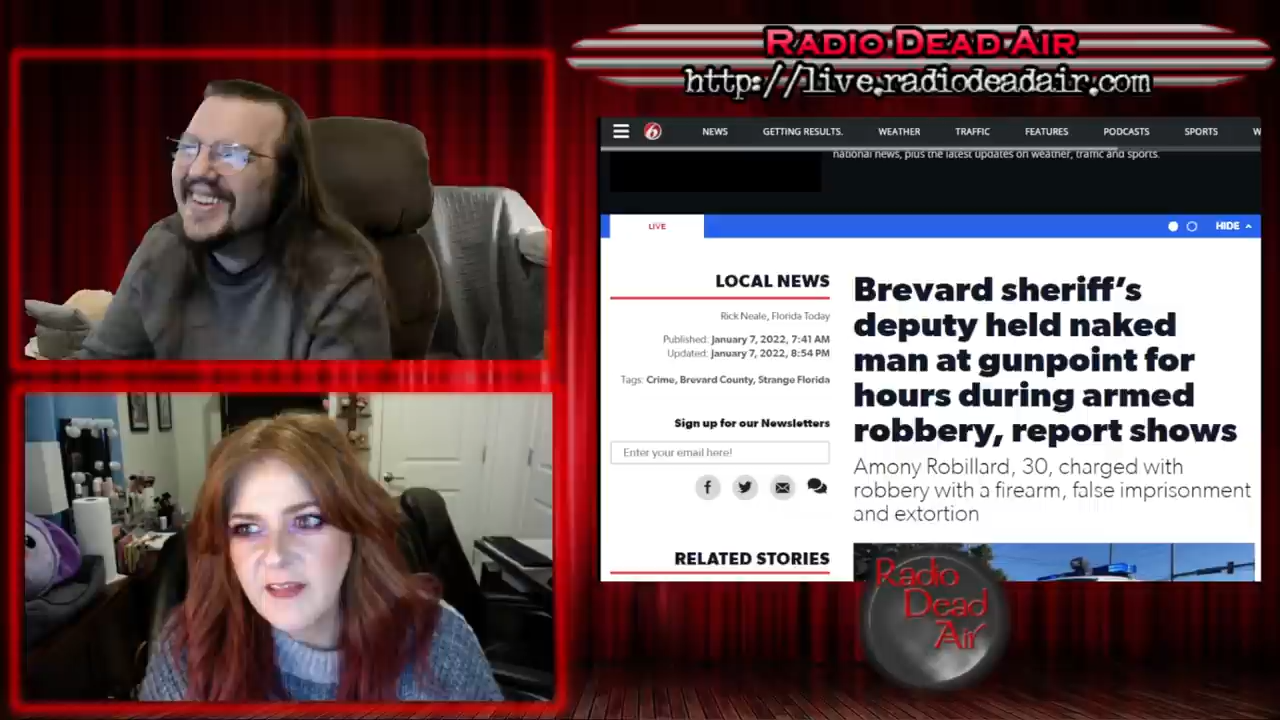 RADIO DEAD AIR
http://live.radiodeadair.com
6
NEWS
GETTING RESULTS.
WEATHER
TRAFFIC
FEATURES
PODCASTS
SPORTS
W
national news, plus the latest updates on weather, traffic and sports.
LIVE
HIDE
LOCAL NEWS
Rick Neale, Florida Today
Published: January 7, 2022, 7:41 AM
Updated: January 7, 2022, 8:54 PM
Tags: Crime, Brevard County, Strange Florida
Sign up for our Newsletters
Enter your email here!
RELATED STORIES
Brevard sheriff's
deputy held naked
man at gunpoint for
hours during armed
robbery, report shows
Amony Robillard, 30, charged with
robbery with a firearm, false imprisonment
and extortion
Radio
Dead
Air